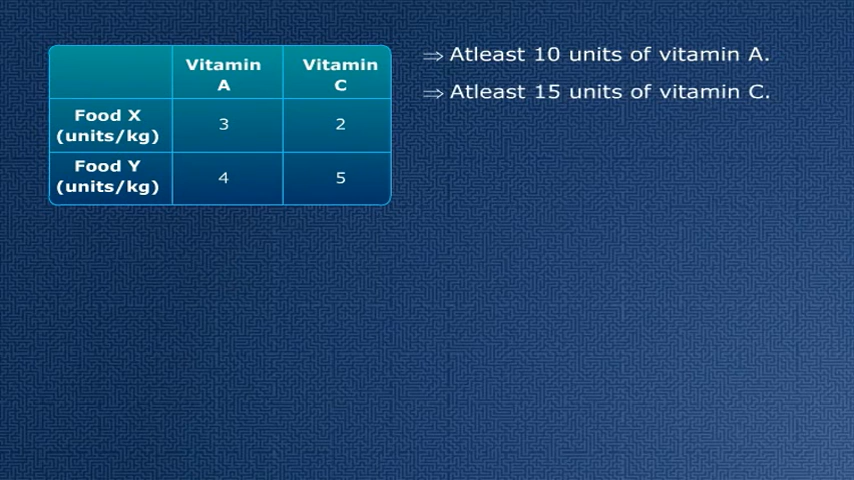 Vitamin
A
Vitamin
C
Food X
(units/kg)
3
2
Food Y
(units/kg)
4
5
⇒ Atleast 10 units of vitamin A.
⇒ Atleast 15 units of vitamin C.